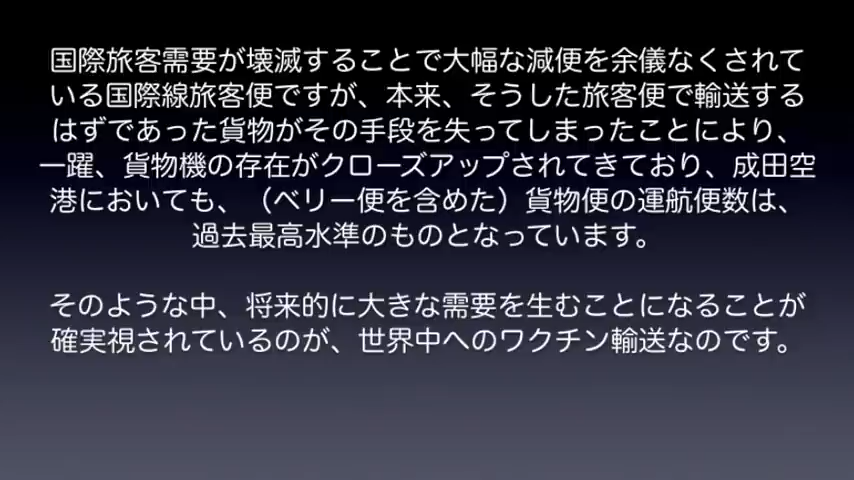 国際旅客需要が壊滅することで大幅な減便を余儀なくされて
いる国際線旅客便ですが、本来、そうした旅客便で輸送する
はずであった貨物がその手段を失ってしまったことにより、
一躍、貨物機の存在がクローズアップされてきており、成田空
港においても、（ベリー便を含めた）貨物便の運航便数は、
過去最高水準のものとなっています。
そのような中、将来的に大きな需要を生むことになることが
確実視されているのが、世界中へのワクチン輸送なのです。